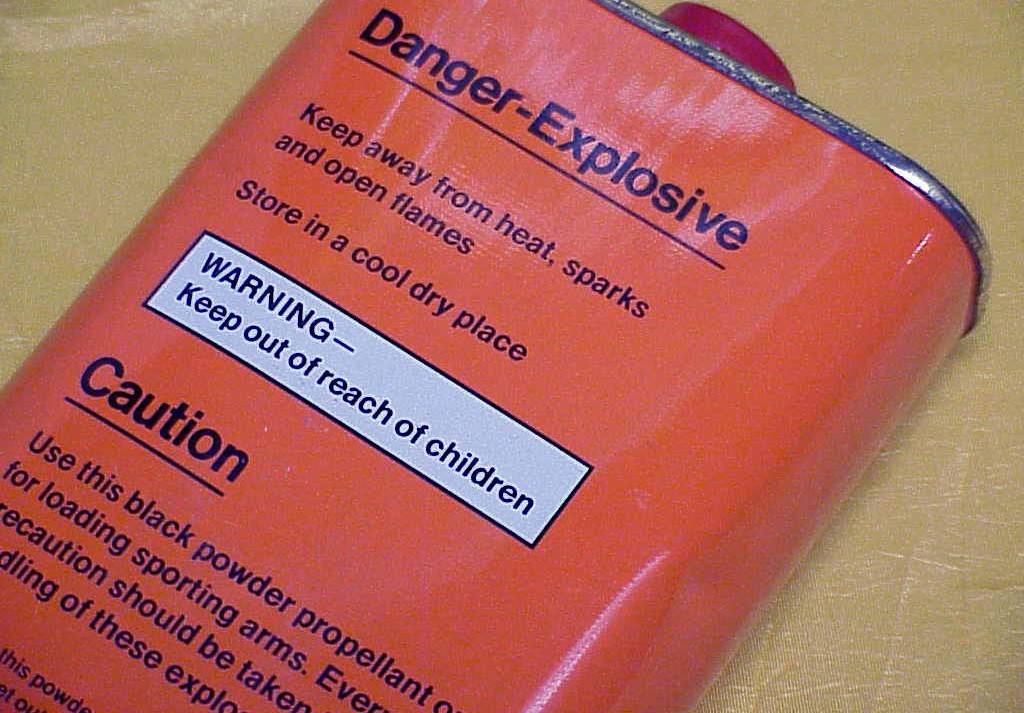 Danger-Explosive
Keep away from heat, sparks
and open flames
Store in a cool dry place
WARNING—
Keep out of reach of children
Caution
Use this black powder propellant
for loading sporting arms. Every
should be taken
of these
this powder